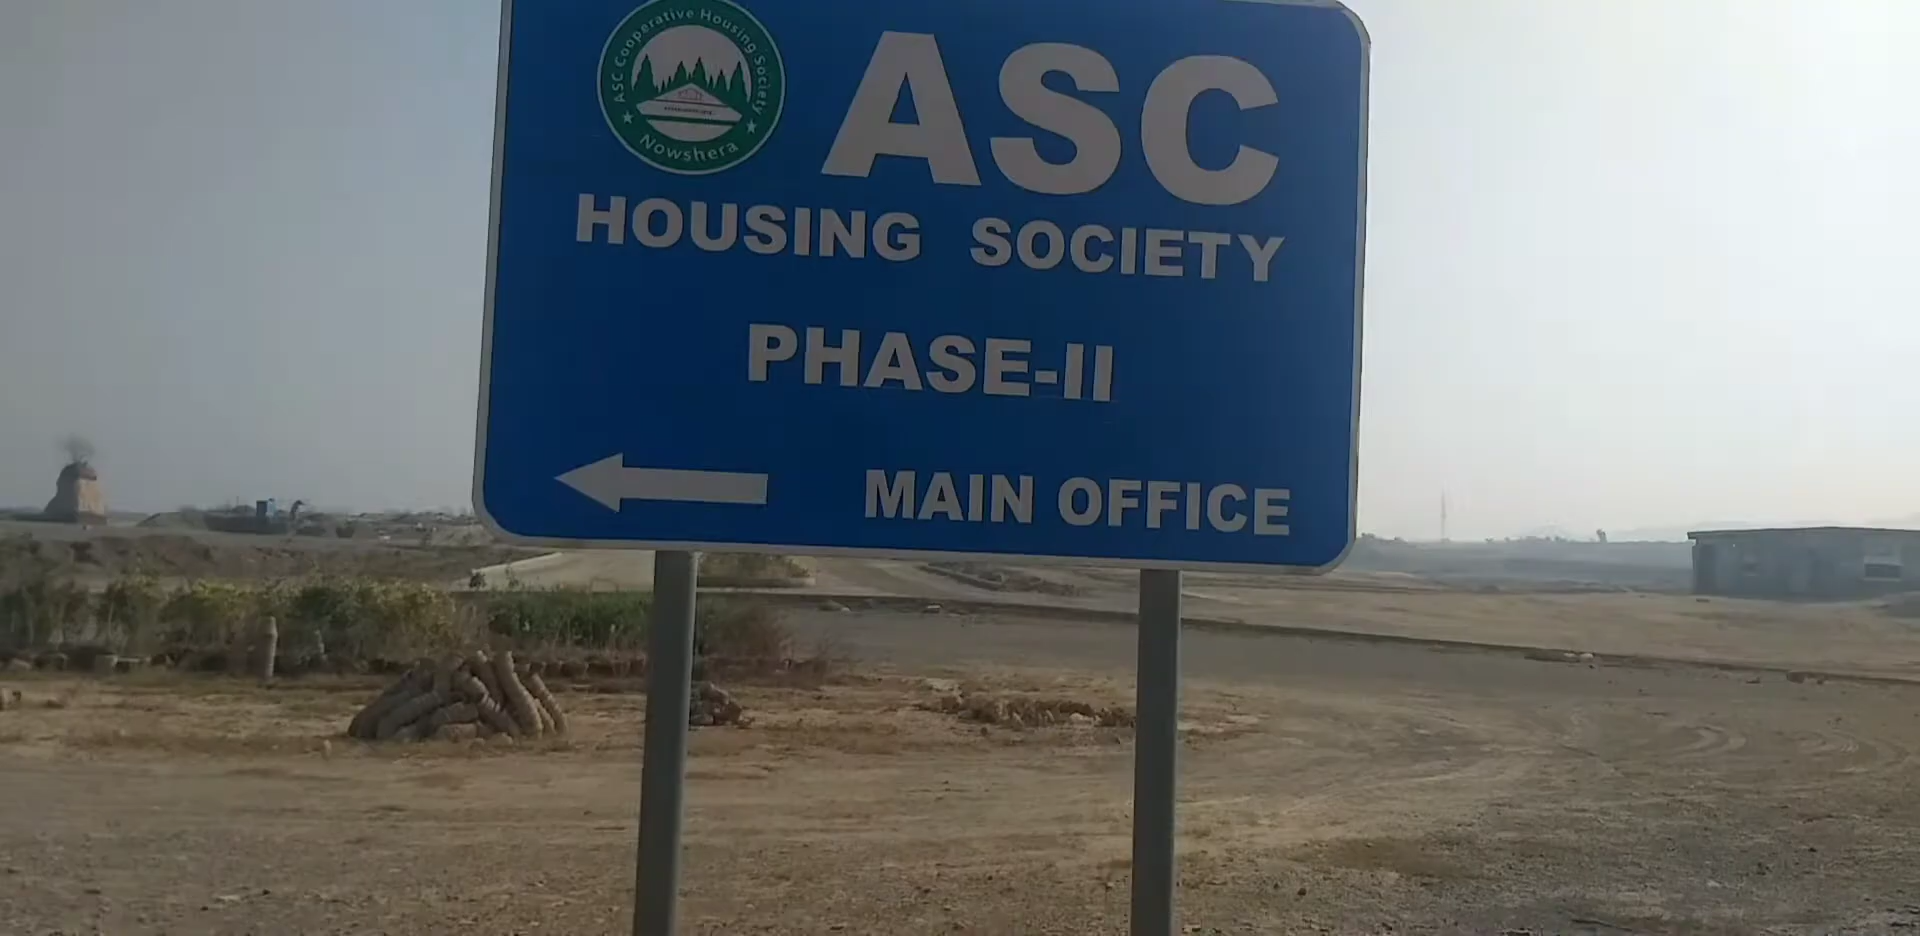 ASC Cooperative Housing Society
Nowshera
ASC
HOUSING SOCIETY
PHASE-II
MAIN OFFICE